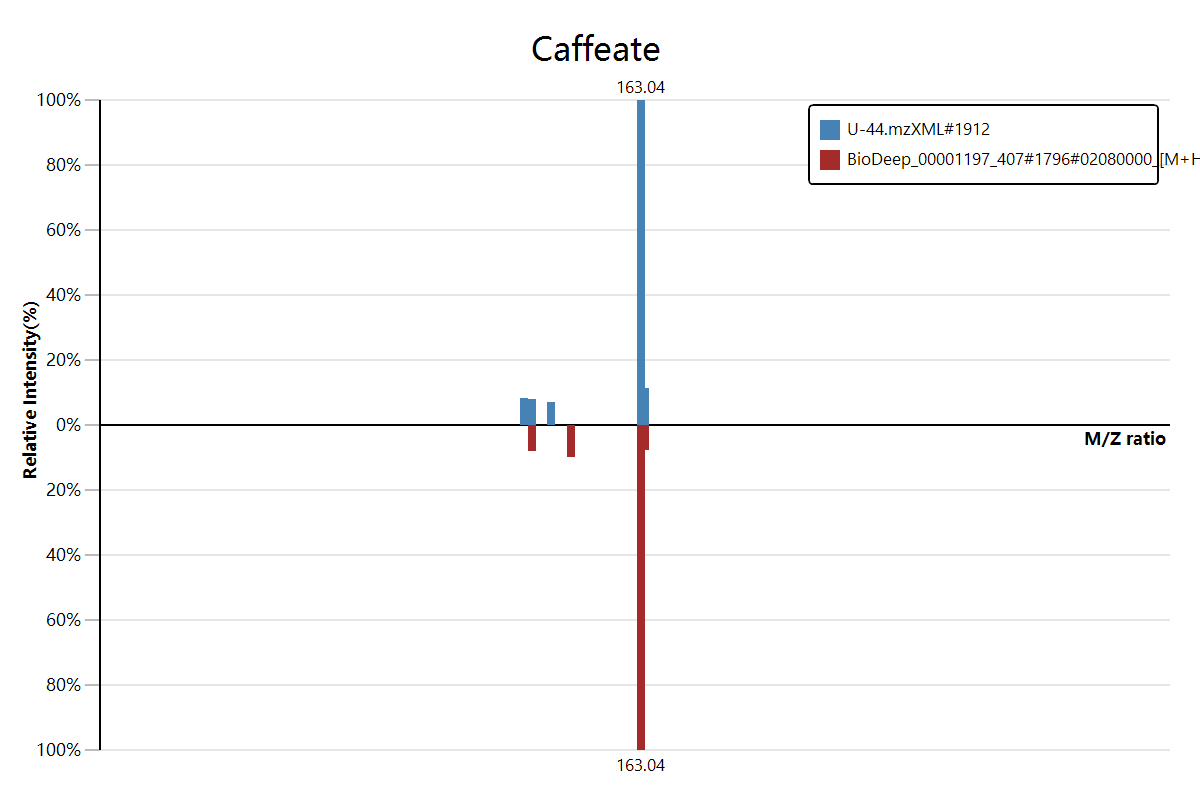 Caffeate
163.04
U-44.mzXML#1912
BioDeep_00001197_407#1796#02080000_[M+H
100%
80%
60%
40%
20%
0%
20%
40%
60%
80%
100%
Relative Intensity(%)
M/Z ratio
163.04